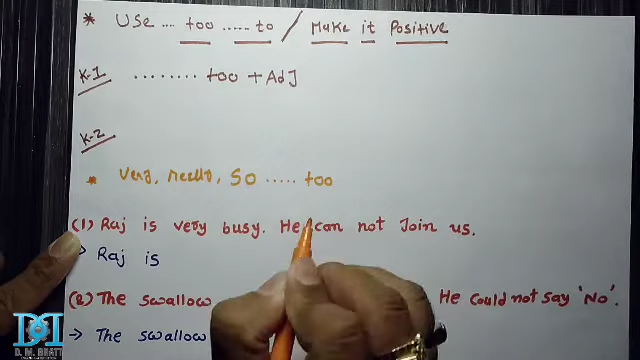 * Use .... too ...... to / Make it Positive
K-1 ........ too + Adj
K-2
* Very, Really, So ..... too
(1) Raj is very busy. He can not Join us.
→ Raj is
(2) The swallow He could not say 'No'.
→ The swallow
D. M. BHATT